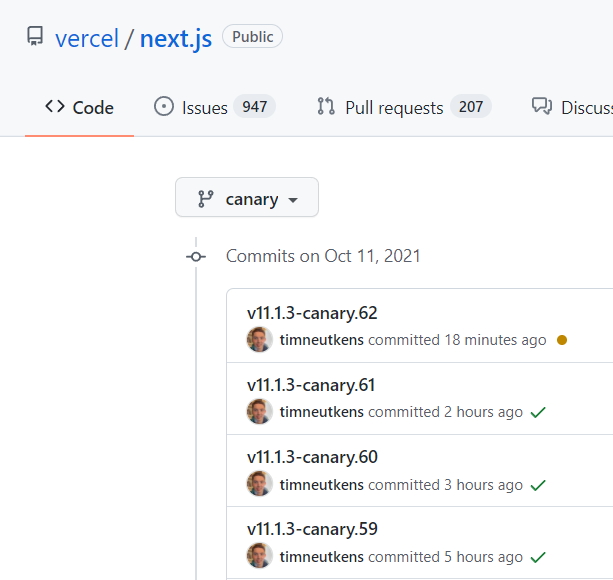 vercel / next.js Public
Code Issues 947 Pull requests 207 Discuss
canary
Commits on Oct 11, 2021
v11.1.3-canary.62
timneutkens committed 18 minutes ago
v11.1.3-canary.61
timneutkens committed 2 hours ago
v11.1.3-canary.60
timneutkens committed 3 hours ago
v11.1.3-canary.59
timneutkens committed 5 hours ago